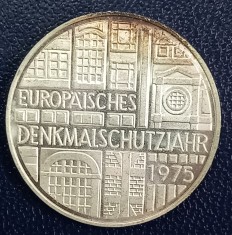 EUROPÄISCHES
DENKMALSCHUTZJAHR
1975